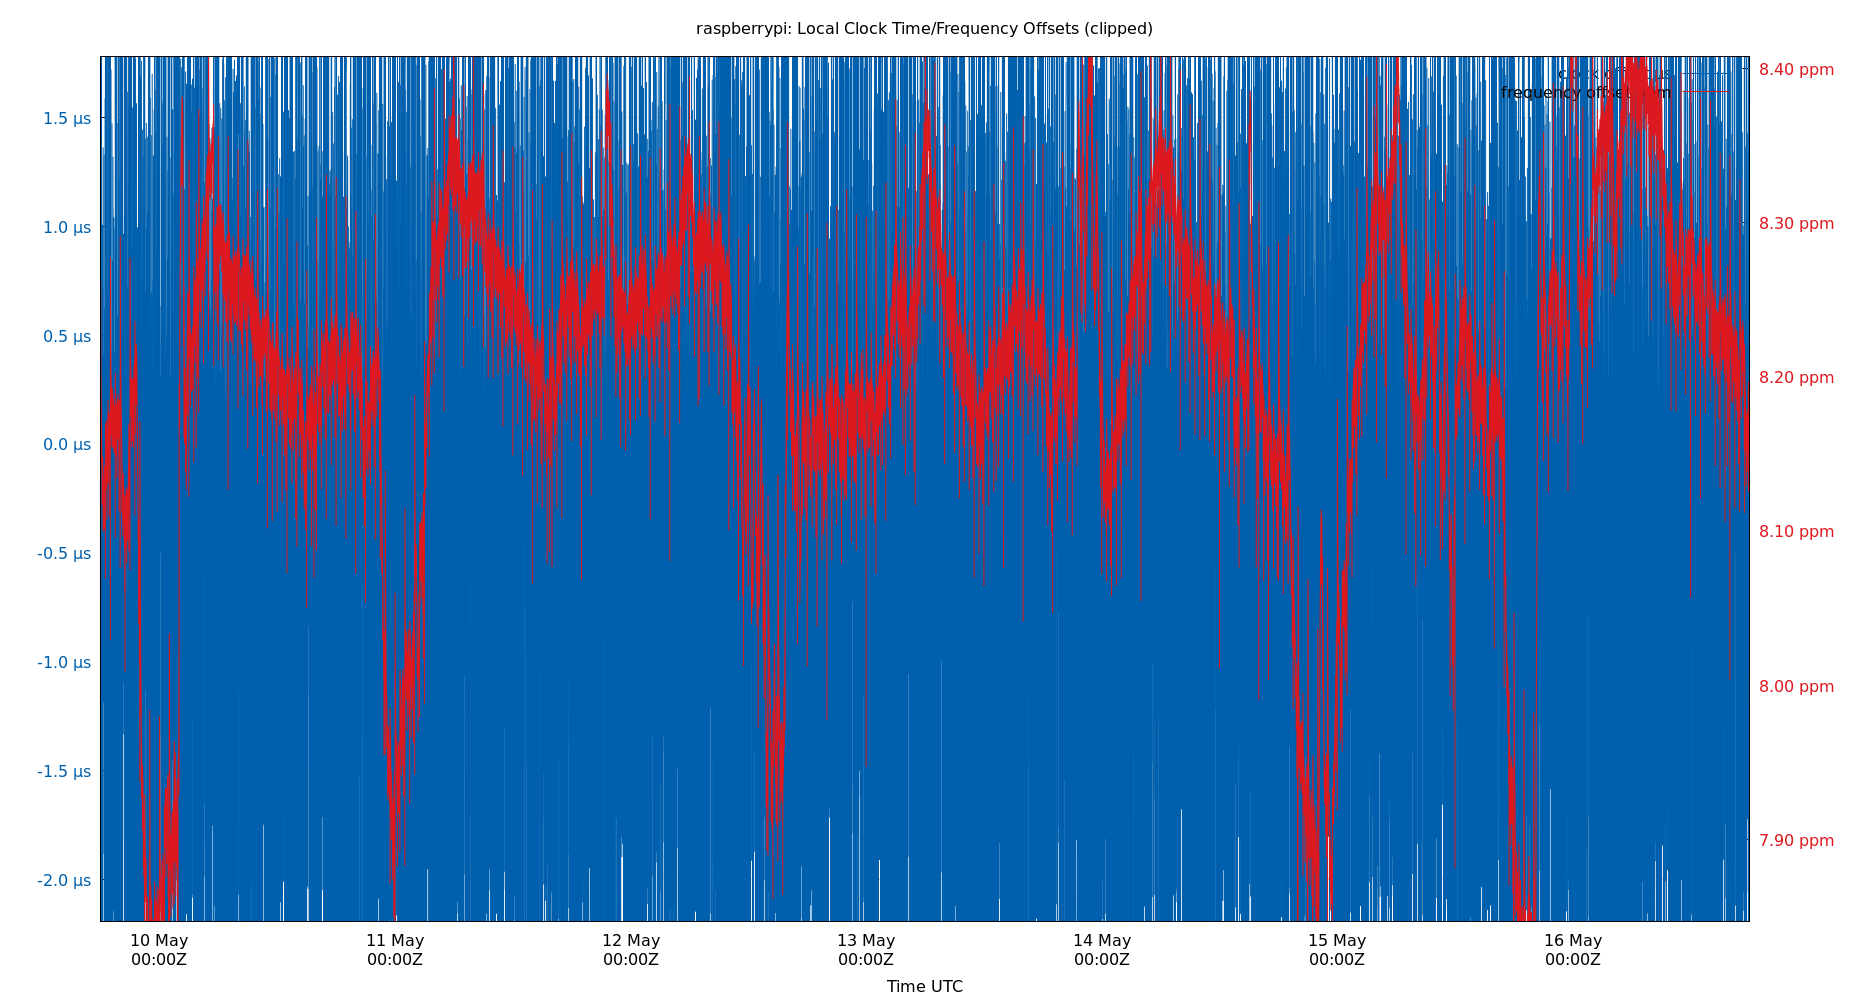 raspberrypi: Local Clock Time/Frequency Offsets (clipped)
8.40 ppm
frequency offset ppm
1.5 µs
1.0 µs
8.30 ppm
0.5 µs
8.20 ppm
0.0 µs
-0.5 µs
8.10 ppm
-1.0 µs
8.00 ppm
-1.5 µs
7.90 ppm
-2.0 µs
10 May 11 May 12 May 13 May 14 May 15 May 16 May
00:00Z 00:00Z 00:00Z 00:00Z 00:00Z 00:00Z 00:00Z
Time UTC